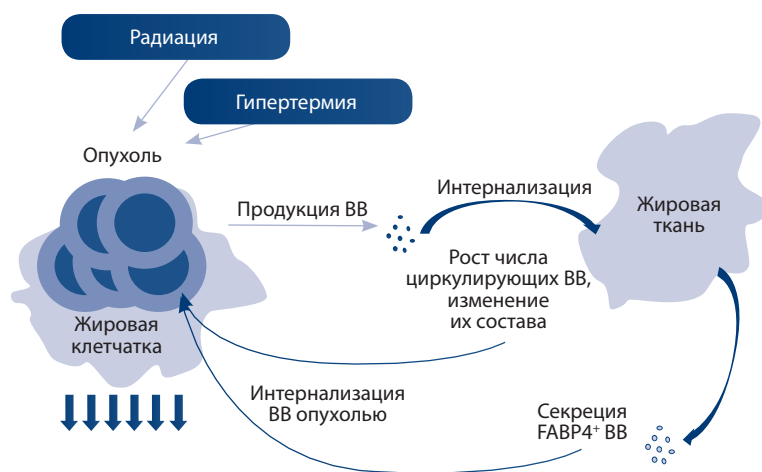 Радиация
Гипертермия
Опухоль
Продукция ВВ
Интернализация
Жировая
ткань
Рост числа
циркулирующих ВВ,
изменение
их состава
Жировая
клетчатка
Интернализация
ВВ опухолью
Секреция
FABP4⁺ ВВ